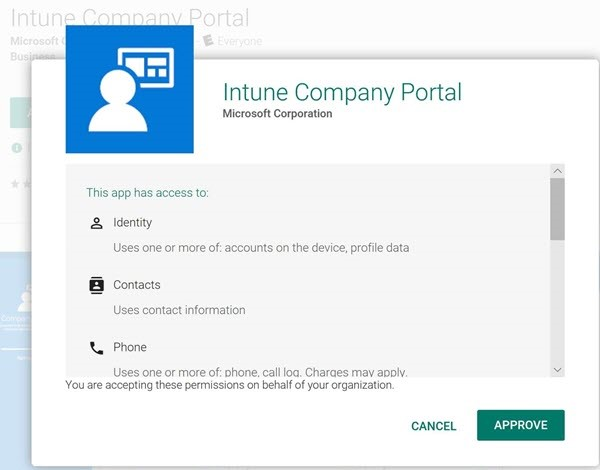 Intune Company Portal
Microsoft C
Everyone
Business
Intune Company Portal
Microsoft Corporation
This app has access to:
Identity
Uses one or more of: accounts on the device, profile data
Contacts
Uses contact information
Phone
Uses one or more of: phone, call log. Charges may apply.
You are accepting these permissions on behalf of your organization.
CANCEL
APPROVE